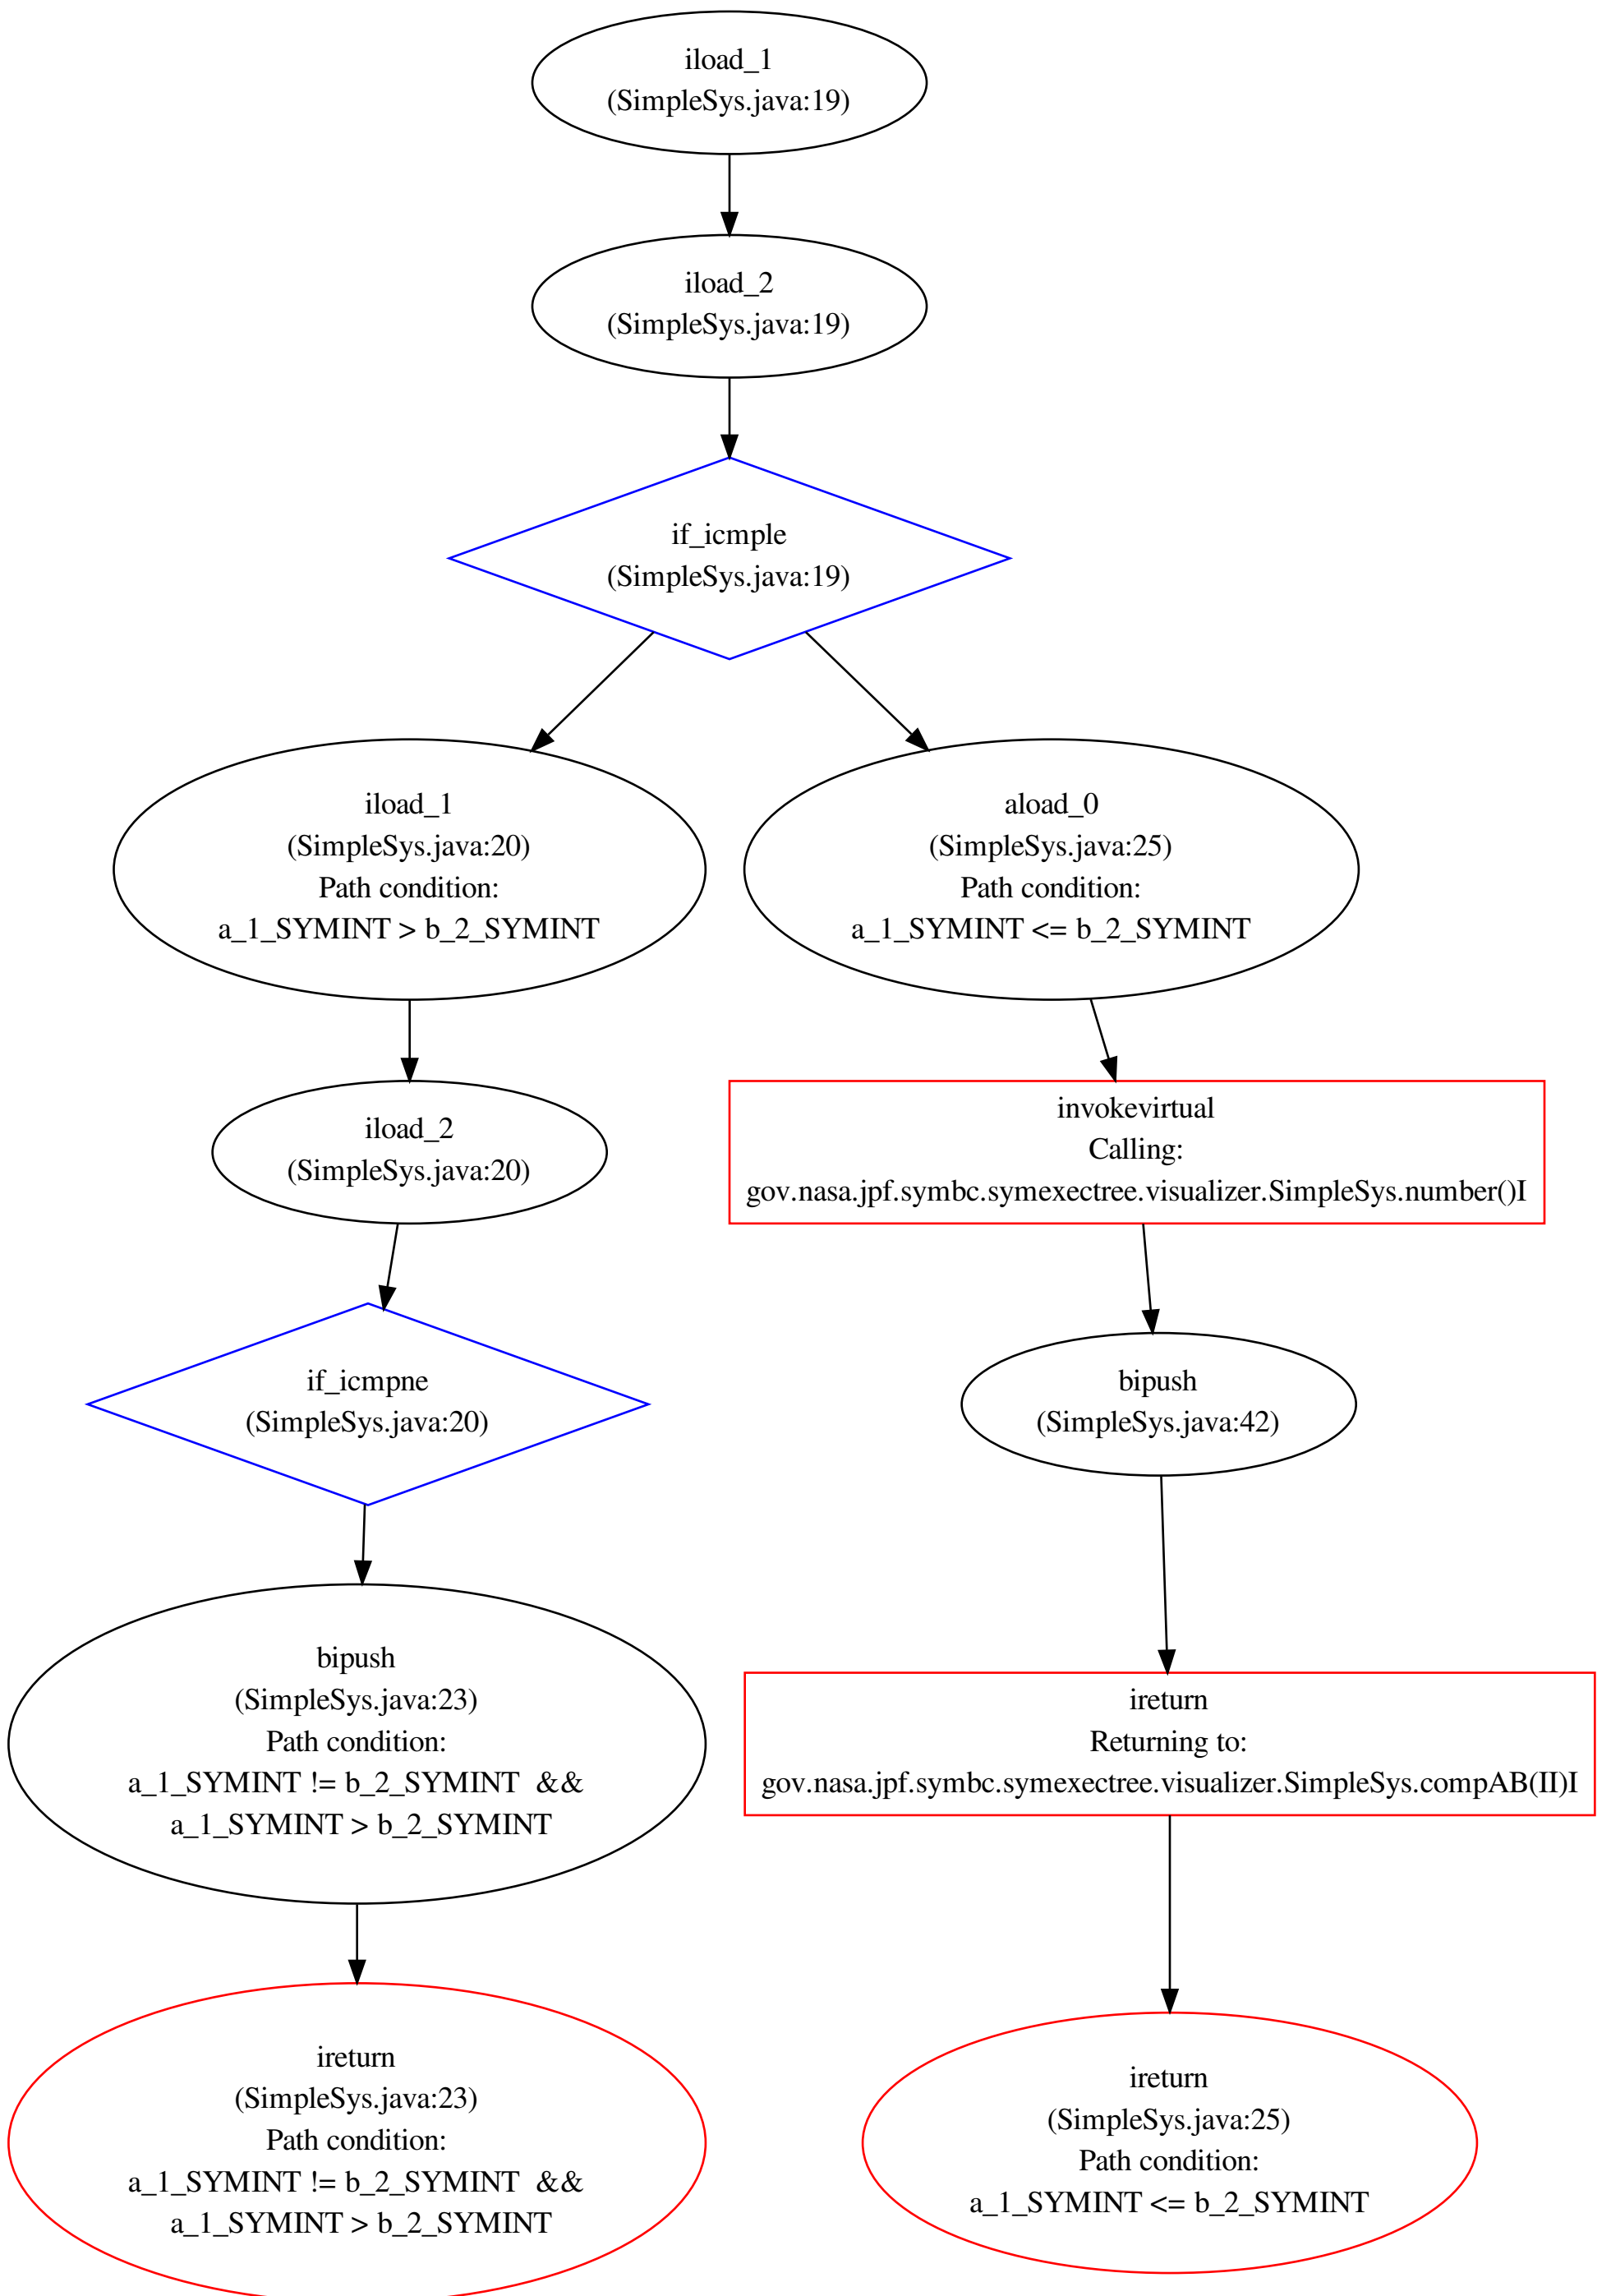 iload_1
(SimpleSys.java:19)
iload_2
(SimpleSys.java:19)
if_icmple
(SimpleSys.java:19)
iload_1
(SimpleSys.java:20)
Path condition:
a_1_SYMINT > b_2_SYMINT
aload_0
(SimpleSys.java:25)
Path condition:
a_1_SYMINT <= b_2_SYMINT
iload_2
(SimpleSys.java:20)
invokevirtual
Calling:
gov.nasa.jpf.symbc.symexectree.visualizer.SimpleSys.number()I
if_icmpne
(SimpleSys.java:20)
bipush
(SimpleSys.java:42)
bipush
(SimpleSys.java:23)
Path condition:
a_1_SYMINT != b_2_SYMINT  &&
a_1_SYMINT > b_2_SYMINT
ireturn
Returning to:
gov.nasa.jpf.symbc.symexectree.visualizer.SimpleSys.compAB(II)I
ireturn
(SimpleSys.java:23)
Path condition:
a_1_SYMINT != b_2_SYMINT  &&
a_1_SYMINT > b_2_SYMINT
ireturn
(SimpleSys.java:25)
Path condition:
a_1_SYMINT <= b_2_SYMINT